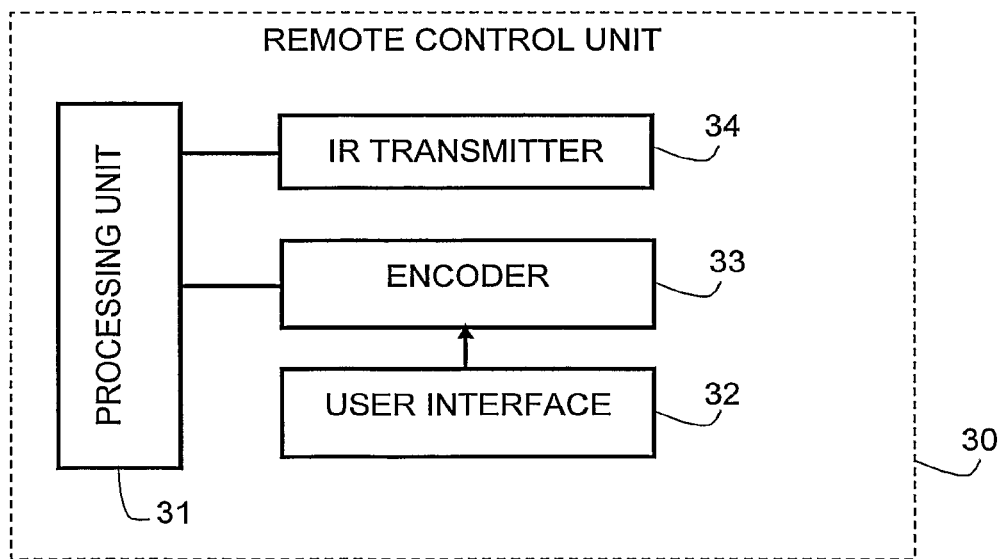 REMOTE CONTROL UNIT
PROCESSING UNIT
IR TRANSMITTER
34
ENCODER
33
USER INTERFACE
32
30
31